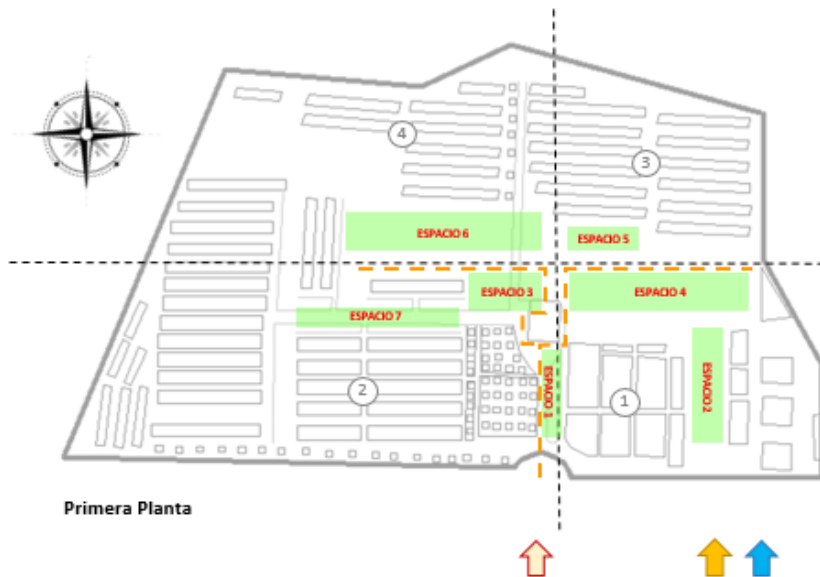 4
3
ESPACIO 6
ESPACIO 5
ESPACIO 3
ESPACIO 4
ESPACIO 7
ESPACIO 1
ESPACIO 2
2
1
Primera Planta